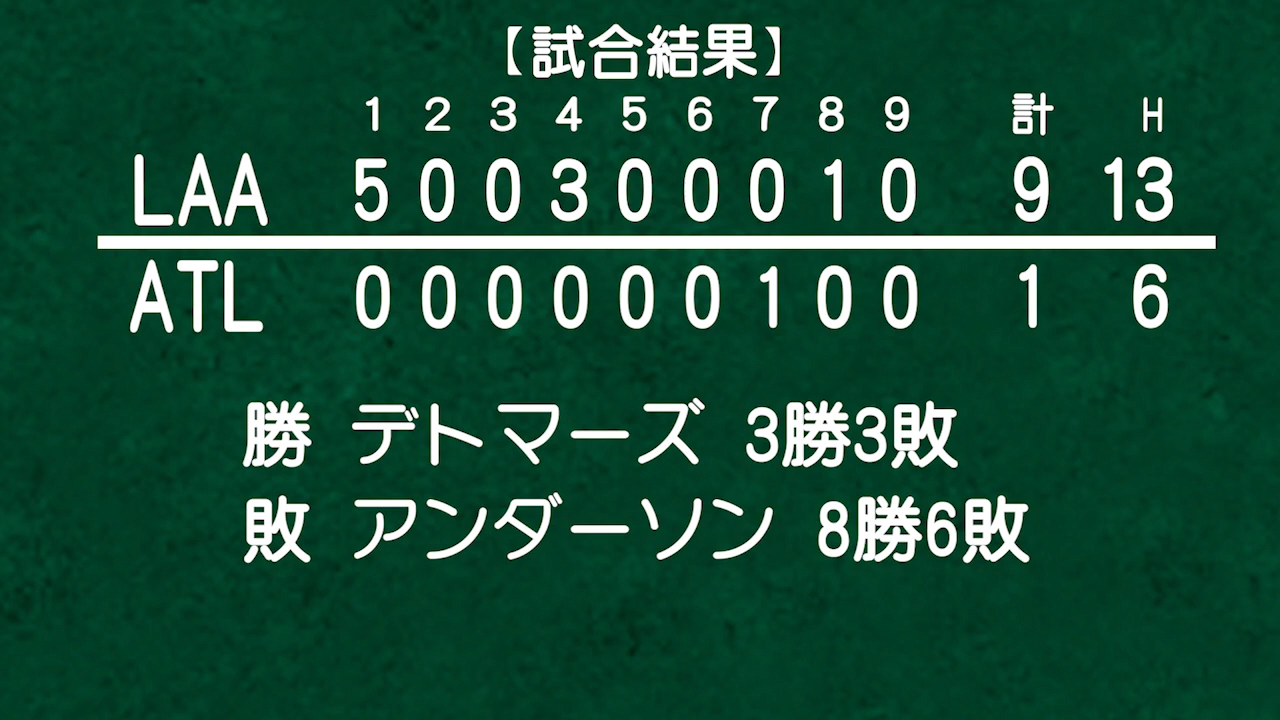 【試合結果】
1 2 3 4 5 6 7 8 9 計 H
LAA 5 0 0 3 0 0 0 1 0 9 13
ATL 0 0 0 0 0 0 1 0 0 1 6
勝 デトマーズ 3勝3敗
敗 アンダーソン 8勝6敗